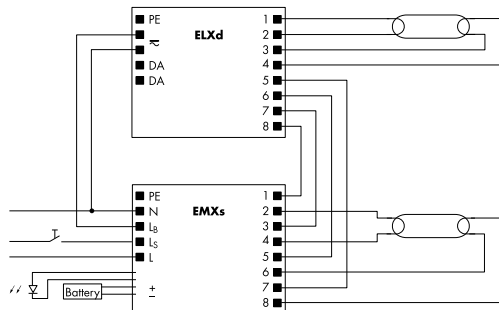 PE 1
ELXd
2
~ 3
DA 4
DA 5
6
7
8
PE 1
N EMXs 2
LB 3
LS 4
L 5
6
+ 7
Battery
– 8